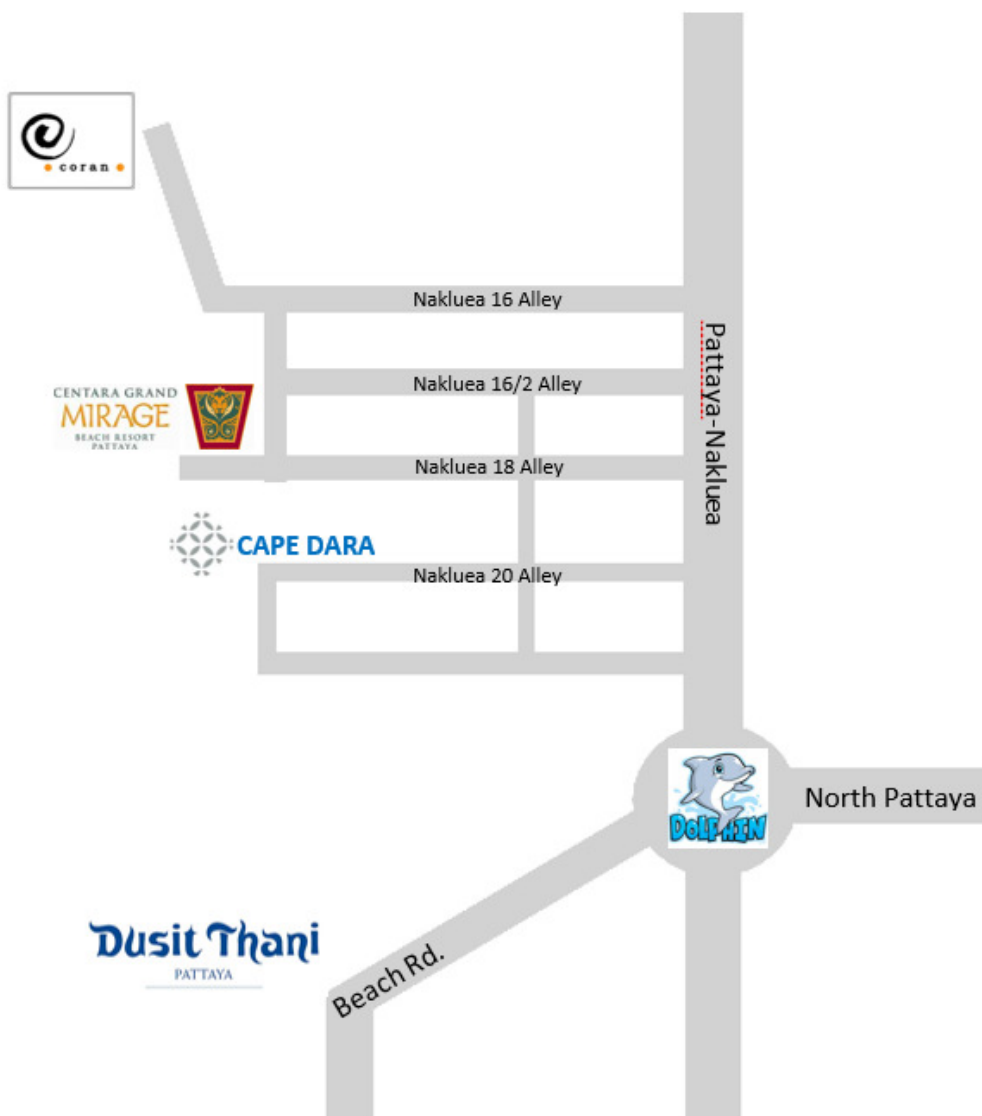 coran
Nakluea 16 Alley
Pattaya-Nakluea
Nakluea 16/2 Alley
CENTARA GRAND
MIRAGE
BEACH RESORT
PATTAYA
Nakluea 18 Alley
CAPE DARA
Nakluea 20 Alley
DOLPHIN
North Pattaya
Dusit Thani
PATTAYA
Beach Rd.